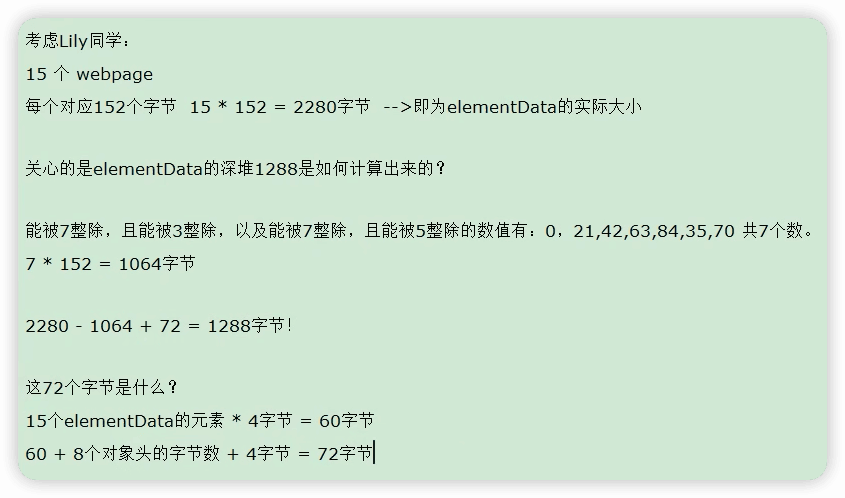 考虑Lily同学：
15 个 webpage
每个对应152个字节  15 * 152 = 2280字节  -->即为elementData的实际大小
关心的是elementData的深堆1288是如何计算出来的？
能被7整除，且能被3整除，以及能被7整除，且能被5整除的数值有：0，21,42,63,84,35,70 共7个数。
7 * 152 = 1064字节
2280 - 1064 + 72 = 1288字节！
这72个字节是什么？
15个elementData的元素 * 4字节 = 60字节
60 + 8个对象头的字节数 + 4字节 = 72字节